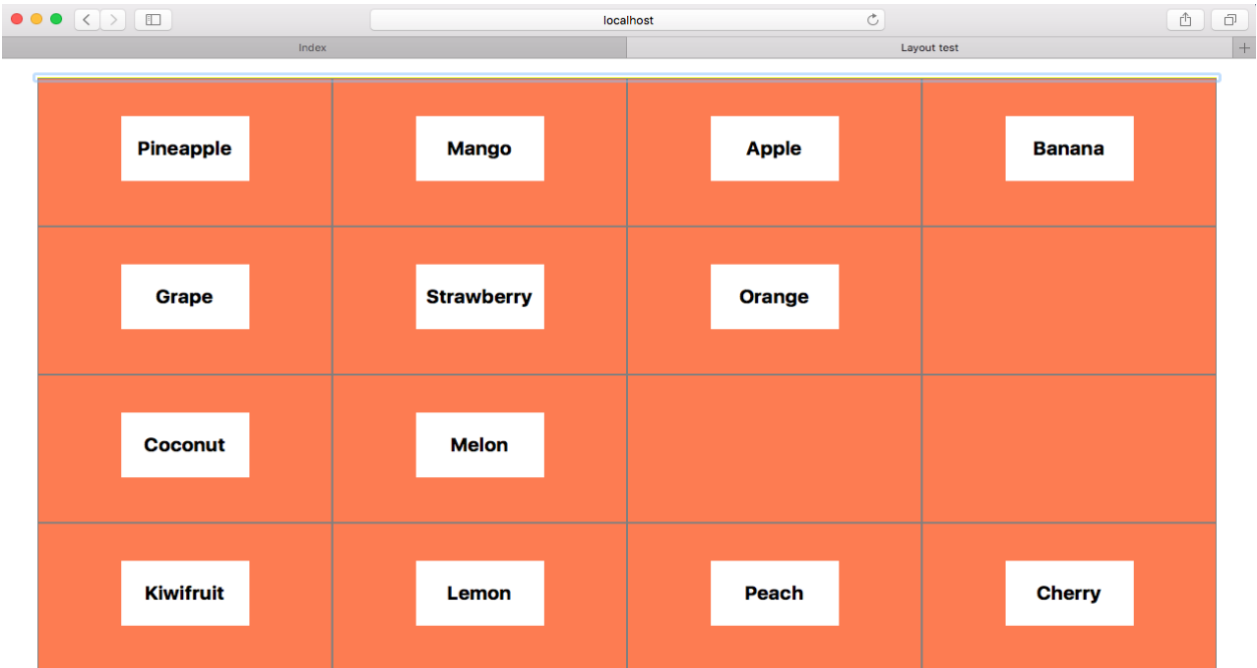 localhost
Index Layout test
Pineapple Mango Apple Banana
Grape Strawberry Orange
Coconut Melon
Kiwifruit Lemon Peach Cherry